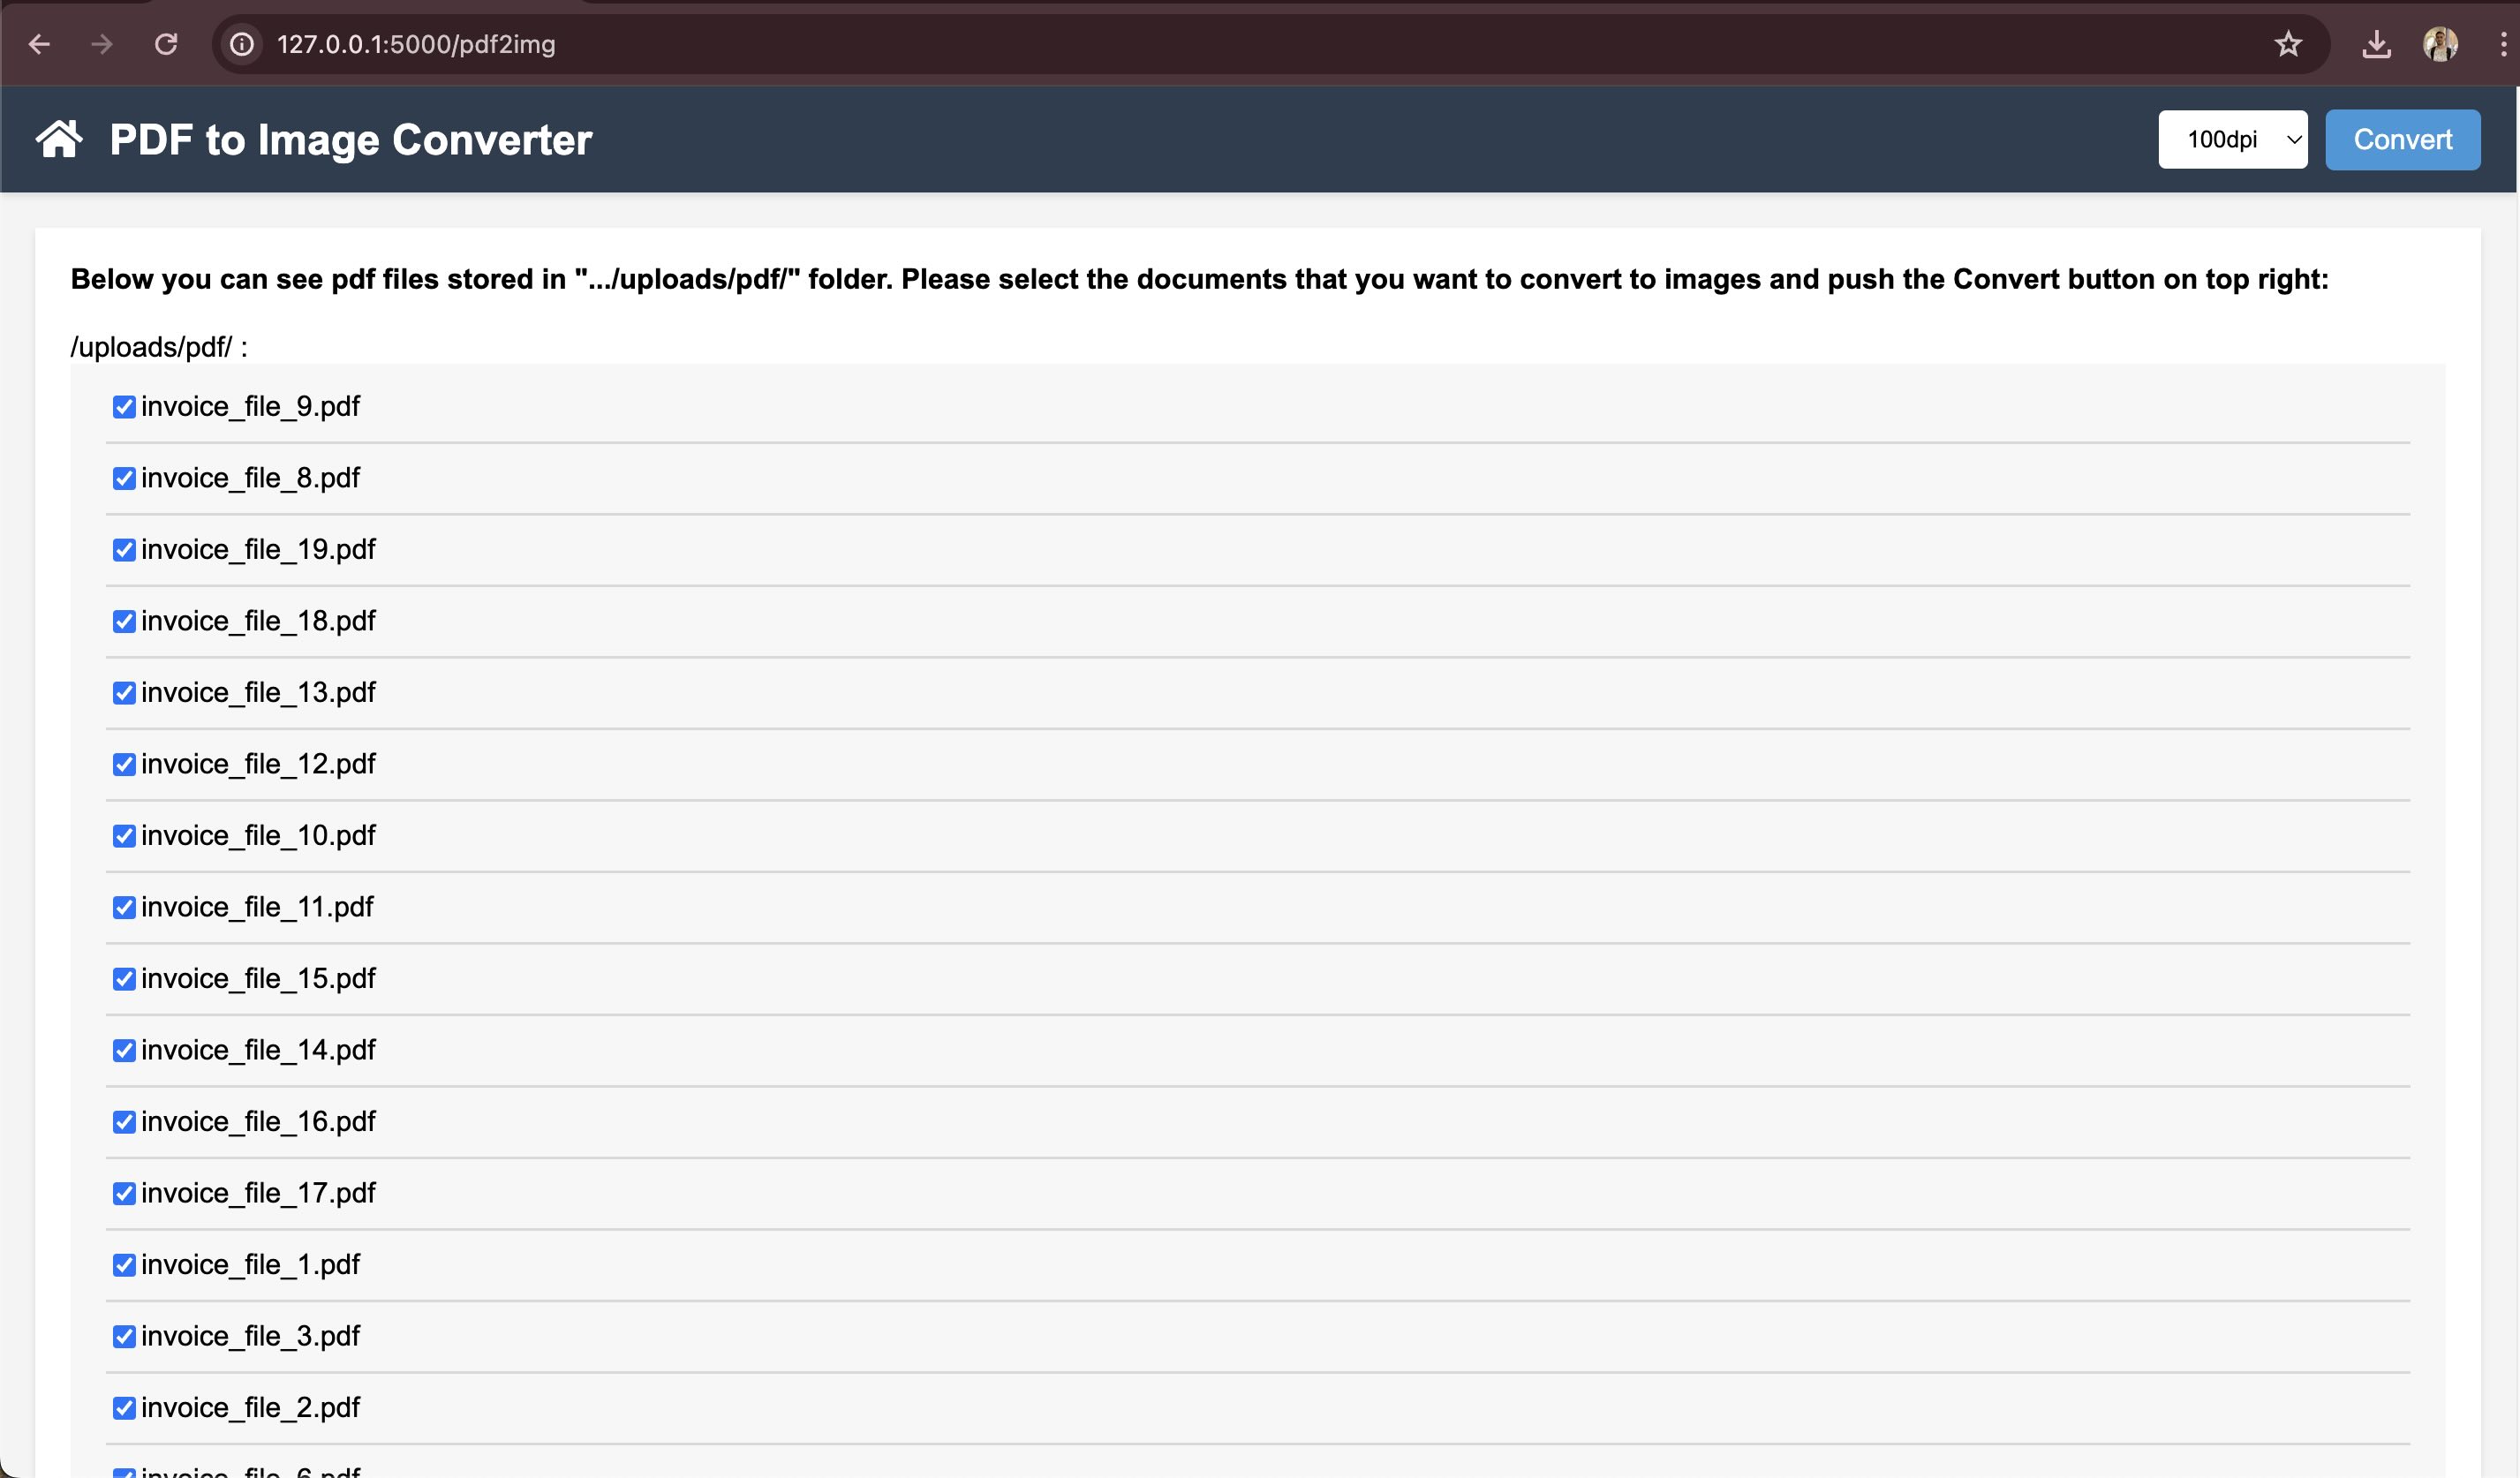 127.0.0.1:5000/pdf2img
PDF to Image Converter
100dpi
Convert
Below you can see pdf files stored in ".../uploads/pdf/" folder. Please select the documents that you want to convert to images and push the Convert button on top right:
/uploads/pdf/ :
invoice_file_9.pdf
invoice_file_8.pdf
invoice_file_19.pdf
invoice_file_18.pdf
invoice_file_13.pdf
invoice_file_12.pdf
invoice_file_10.pdf
invoice_file_11.pdf
invoice_file_15.pdf
invoice_file_14.pdf
invoice_file_16.pdf
invoice_file_17.pdf
invoice_file_1.pdf
invoice_file_3.pdf
invoice_file_2.pdf
invoice_file_6.pdf